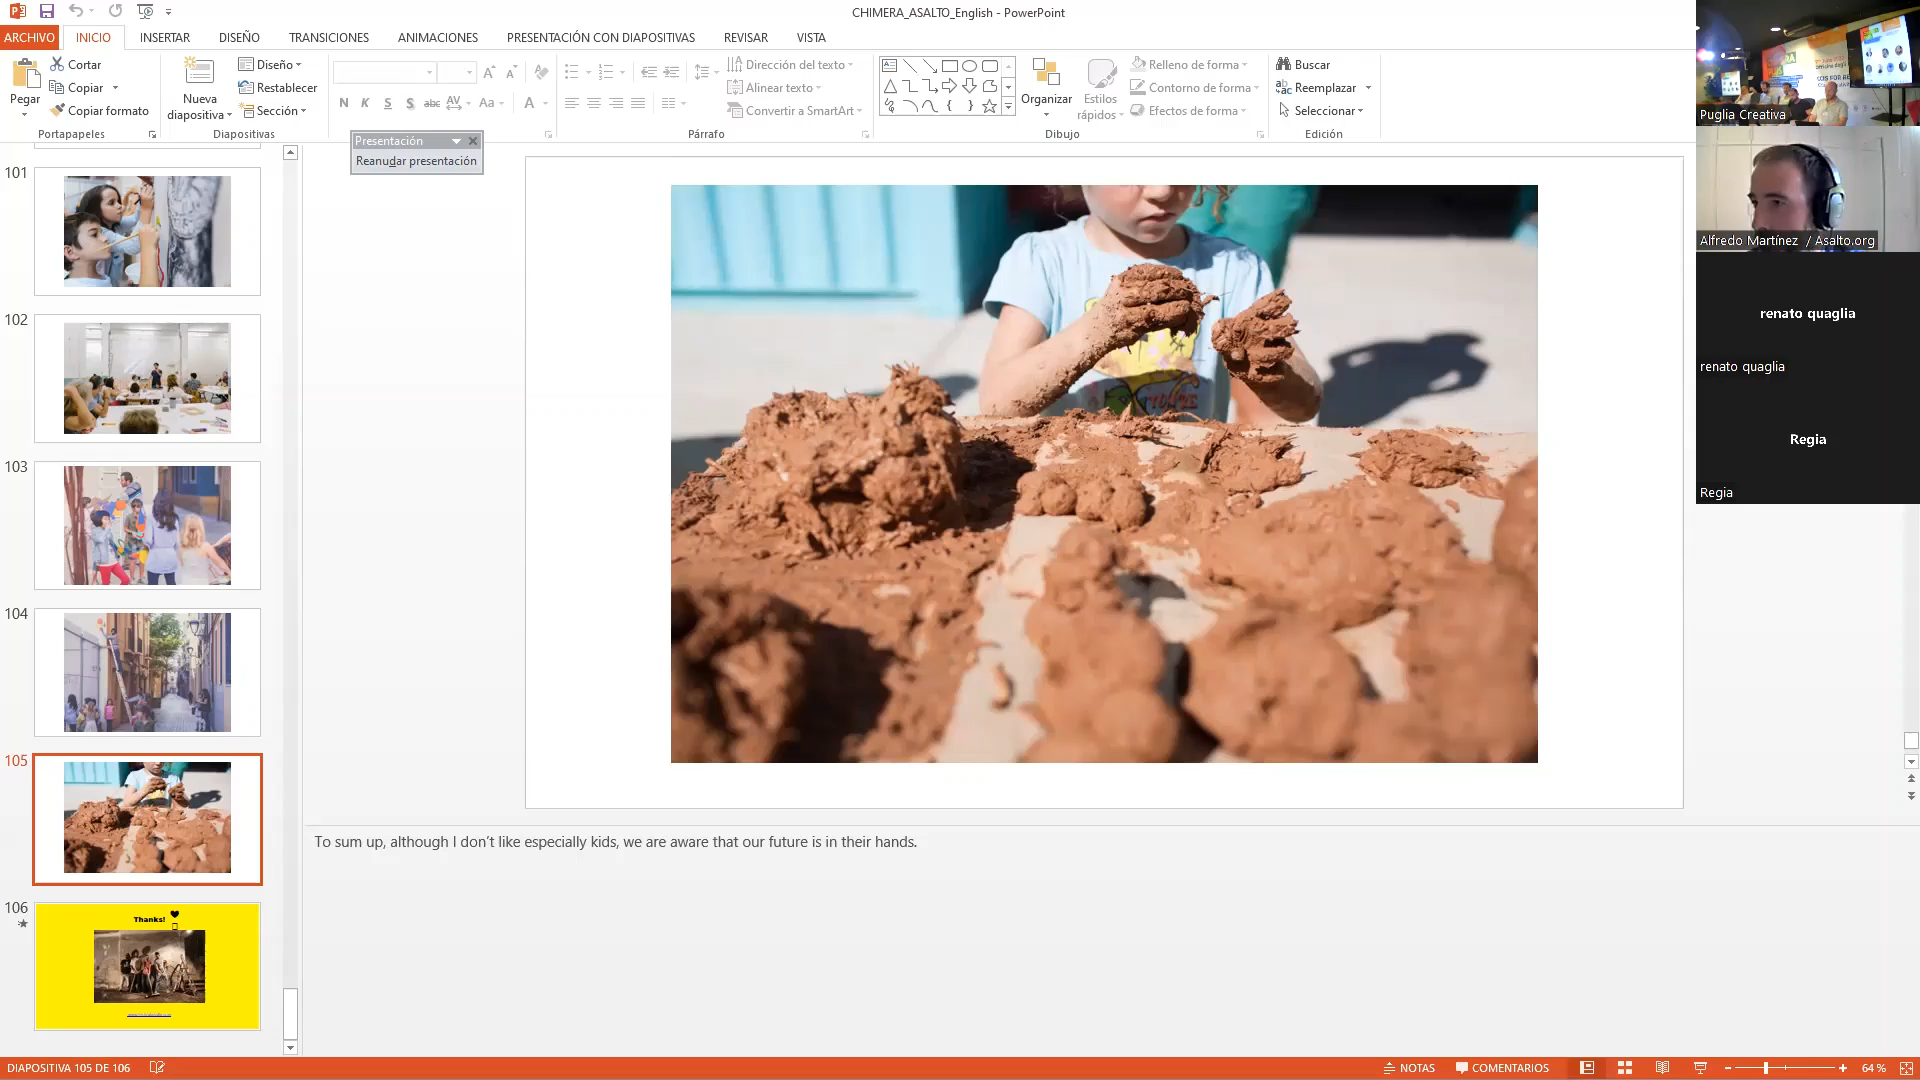 CHIMERA_ASALTO_English - PowerPoint
ARCHIVO INICIO INSERTAR DISEÑO TRANSICIONES ANIMACIONES PRESENTACIÓN CON DIAPOSITIVAS REVISAR VISTA
Pegar
Cortar
Copiar
Copiar formato
Portapapeles
Nueva
diapositiva
Diseño
Restablecer
Sección
Diapositivas
N K S S abc AV Aa A
Presentación
Reanudar presentación
Dirección del texto
Alinear texto
Convertir a SmartArt
Párrafo
Organizar
Estilos
rápidos
Relleno de forma
Contorno de forma
Efectos de forma
Dibujo
Buscar
Reemplazar
Seleccionar
Edición
Puglia Creativa
Alfredo Martínez / Asalto.org
renato quaglia
renato quaglia
Regia
Regia
101
102
103
104
105
106
Thanks!
To sum up, although I don't like especially kids, we are aware that our future is in their hands.
DIAPOSITIVA 105 DE 106
NOTAS
COMENTARIOS
64 %